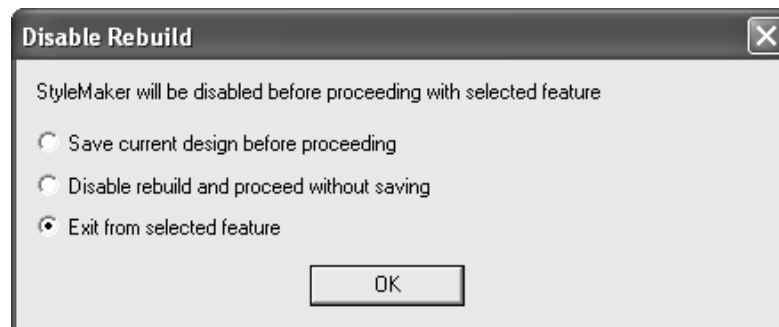 Disable Rebuild
StyleMaker will be disabled before proceeding with selected feature
Save current design before proceeding
Disable rebuild and proceed without saving
Exit from selected feature
OK